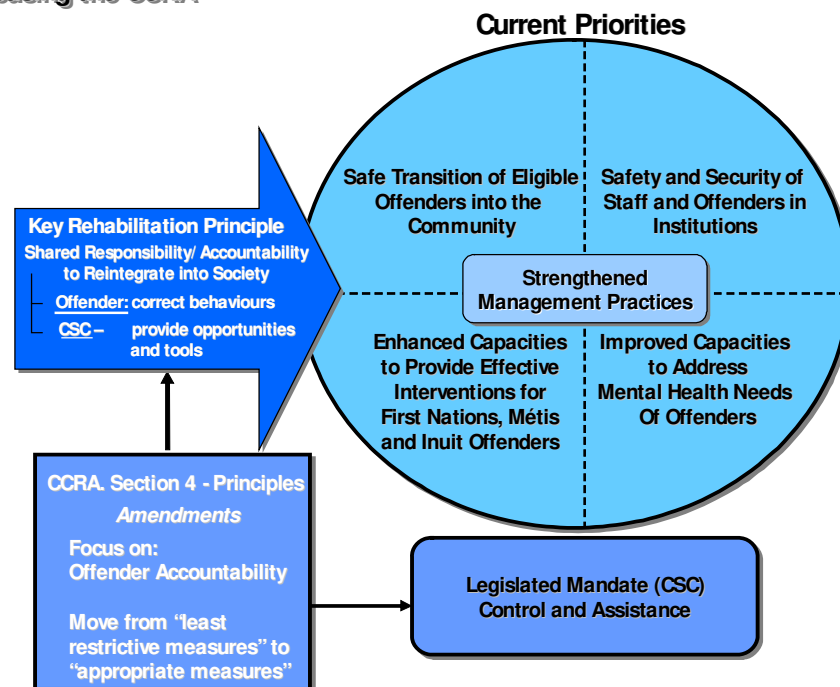 the CCRA
Current Priorities
Safe Transition of Eligible
Offenders into the
Community
Safety and Security of
Staff and Offenders in
Institutions
Key Rehabilitation Principle
Shared Responsibility/ Accountability
to Reintegrate into Society
Offender: correct behaviours
CSC – provide opportunities
and tools
Strengthened
Management Practices
Enhanced Capacities
to Provide Effective
Interventions for
First Nations, Métis
and Inuit Offenders
Improved Capacities
to Address
Mental Health Needs
Of Offenders
CCRA. Section 4 - Principles
Amendments
Focus on:
Offender Accountability
Move from “least
restrictive measures” to
“appropriate measures”
Legislated Mandate (CSC)
Control and Assistance